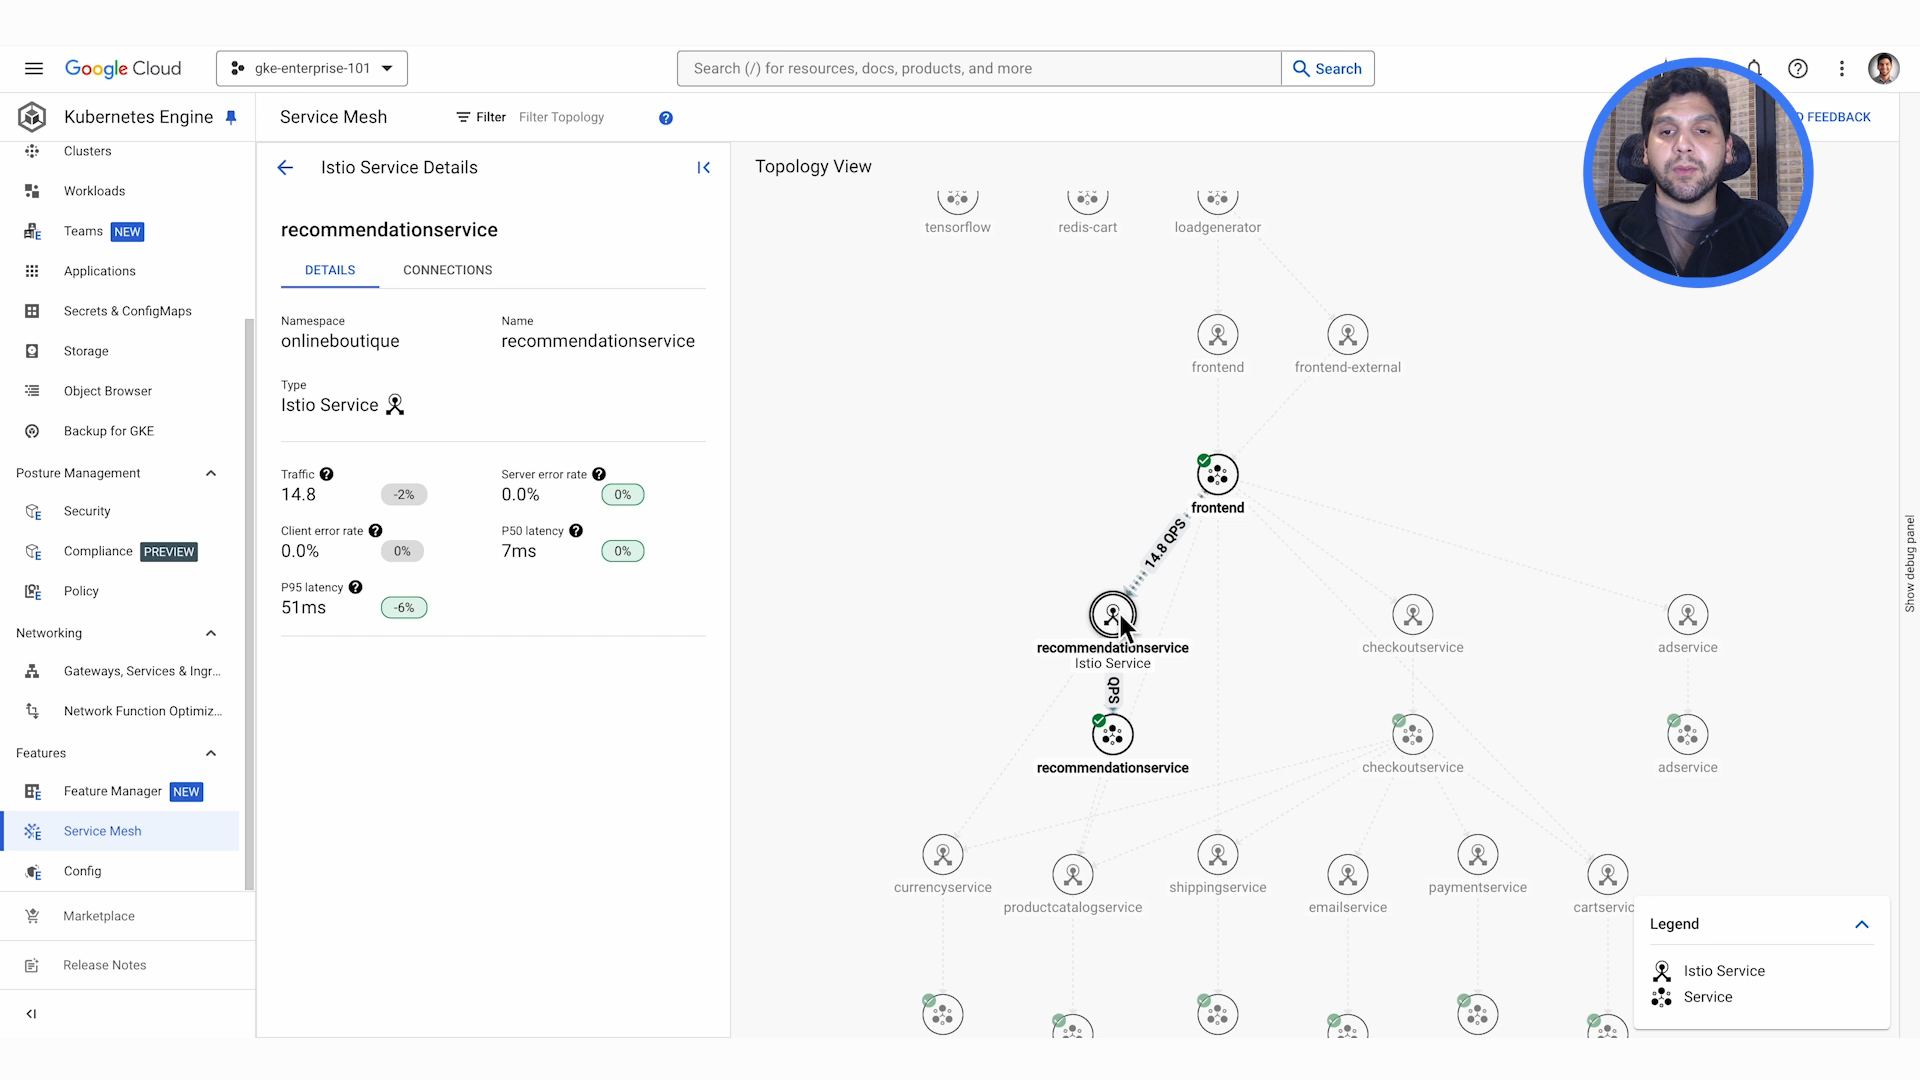 Google Cloud
gke-enterprise-101
Search (/) for resources, docs, products, and more
Search
Kubernetes Engine
Service Mesh
Filter
Filter Topology
FEEDBACK
Clusters
Workloads
Teams NEW
Applications
Secrets & ConfigMaps
Storage
Object Browser
Backup for GKE
Posture Management
Security
Compliance PREVIEW
Policy
Networking
Gateways, Services & Ingr...
Network Function Optimiz...
Features
Feature Manager NEW
Service Mesh
Config
Marketplace
Release Notes
Istio Service Details
recommendationservice
DETAILS
CONNECTIONS
Namespace
onlineboutique
Name
recommendationservice
Type
Istio Service
Traffic
14.8
-2%
Server error rate
0.0%
0%
Client error rate
0.0%
0%
P50 latency
7ms
0%
P95 latency
51ms
-6%
Topology View
tensorflow
redis-cart
loadgenerator
frontend
frontend-external
frontend
14.8 QPS
recommendationservice
Istio Service
checkoutservice
adservice
QPS
recommendationservice
checkoutservice
adservice
currencyservice
productcatalogservice
shippingservice
emailservice
paymentservice
cartservic
Legend
Istio Service
Service
Show debug panel